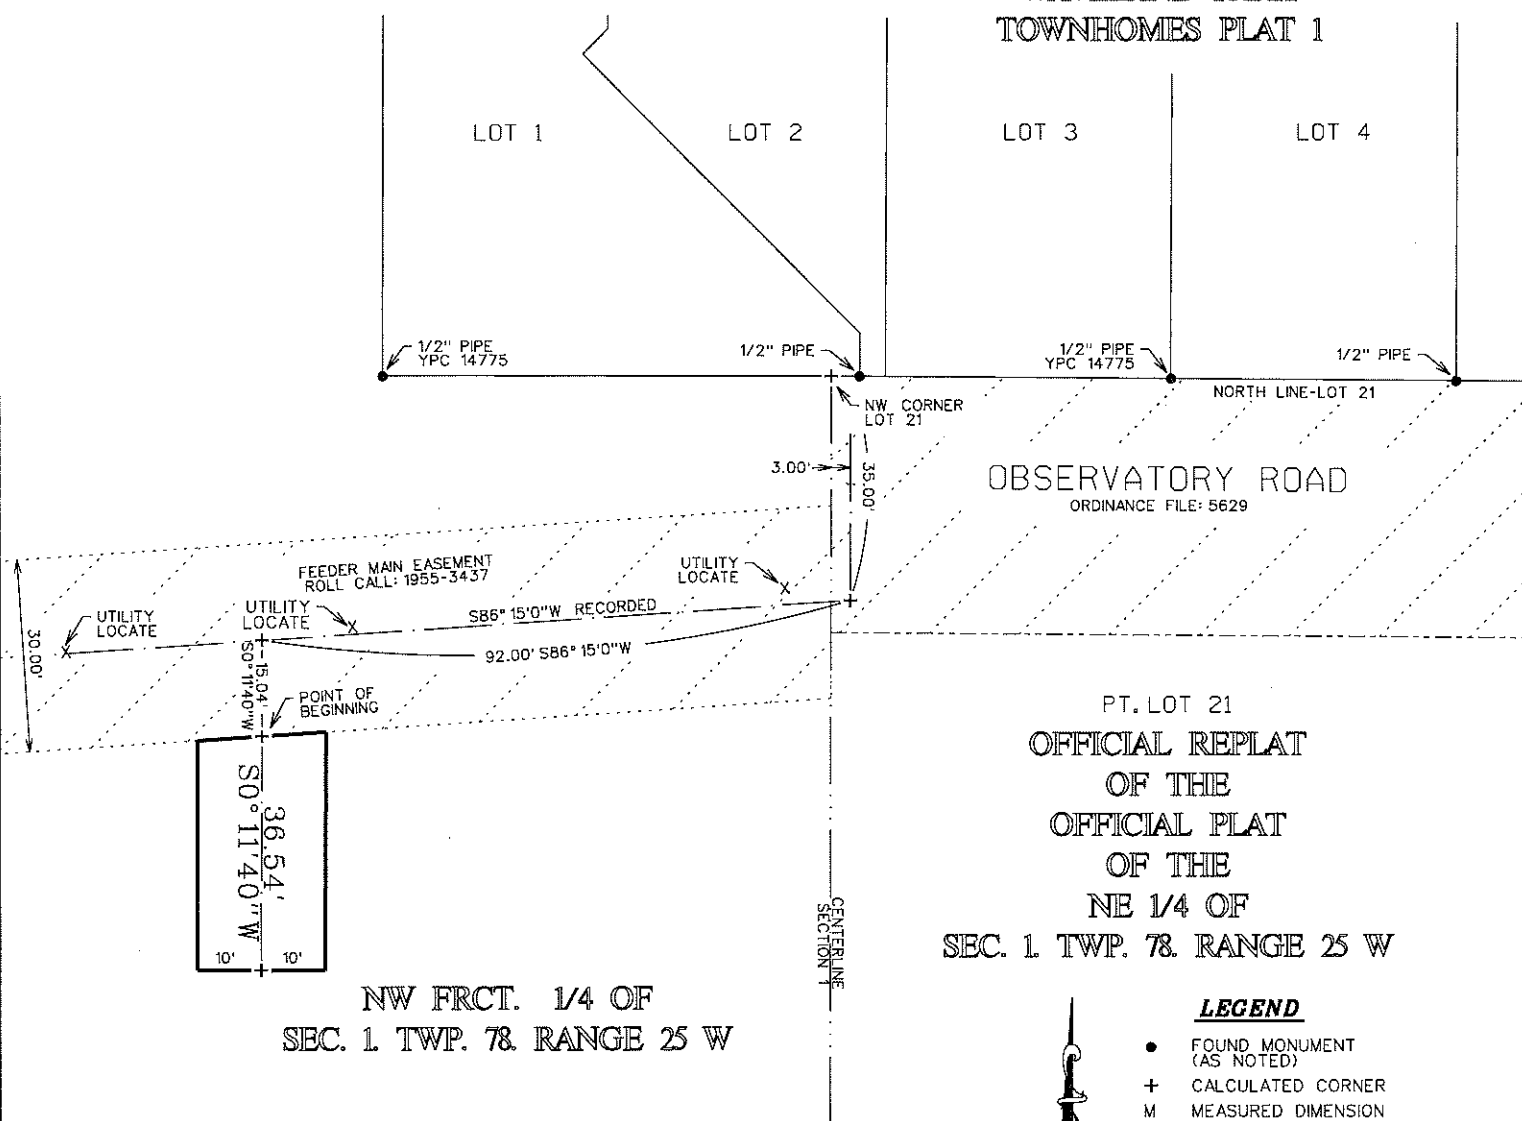 TOWNHOMES PLAT 1
LOT 1
LOT 2
LOT 3
LOT 4
1/2" PIPE
YPC 14775
1/2" PIPE
1/2" PIPE
YPC 14775
1/2" PIPE
NORTH LINE-LOT 21
NW CORNER
LOT 21
3.00'
35.00'
OBSERVATORY ROAD
ORDINANCE FILE: 5629
FEEDER MAIN EASEMENT
ROLL CALL: 1955-3437
UTILITY
LOCATE
UTILITY
LOCATE
UTILITY
LOCATE
S86° 15'0"W RECORDED
92.00' S86° 15'0"W
30.00'
15.04'
S0°11'40"W
POINT OF
BEGINNING
36.54'
S0°11'40"W
10'
10'
CENTERLINE
SECTION 1
PT. LOT 21
OFFICIAL REPLAT
OF THE
OFFICIAL PLAT
OF THE
NE 1/4 OF
SEC. 1. TWP. 78. RANGE 25 W
NW FRCT. 1/4 OF
SEC. 1. TWP. 78. RANGE 25 W
LEGEND
FOUND MONUMENT
(AS NOTED)
+ CALCULATED CORNER
M MEASURED DIMENSION